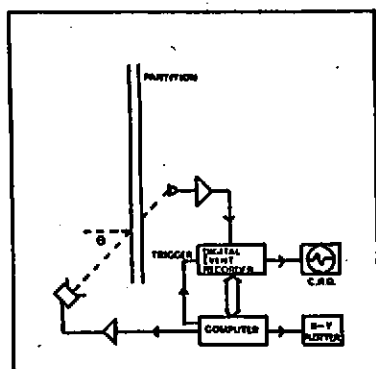 PARTITION
θ
TRIGGER
DIGITAL
EVENT
RECORDER
C.R.O.
COMPUTER
X-Y
PLOTTER